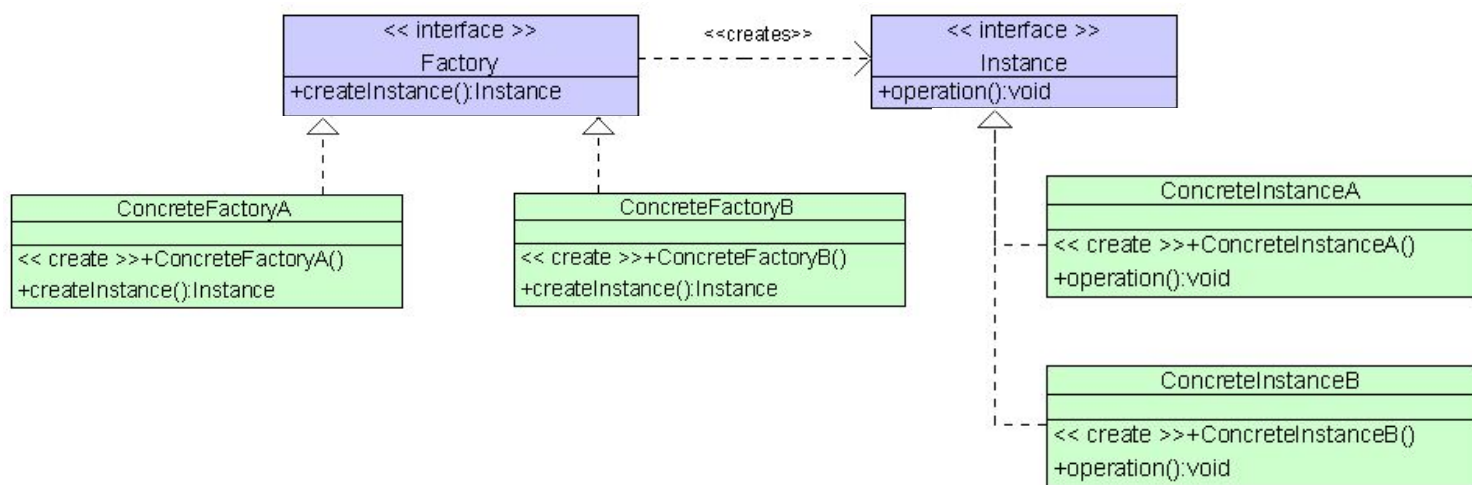 << interface >>
Factory
+createInstance():Instance
<<creates>>
<< interface >>
Instance
+operation():void
ConcreteFactoryA
<< create >>+ConcreteFactoryA()
+createInstance():Instance
ConcreteFactoryB
<< create >>+ConcreteFactoryB()
+createInstance():Instance
ConcreteInstanceA
<< create >>+ConcreteInstanceA()
+operation():void
ConcreteInstanceB
<< create >>+ConcreteInstanceB()
+operation():void